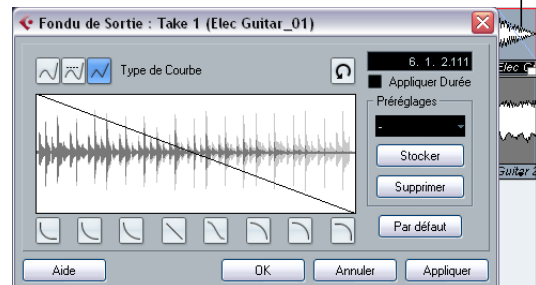 Fondu de Sortie : Take 1 (Elec Guitar_01)
Type de Courbe
6. 1. 2.111
Appliquer Durée
Préréglages
-
Stocker
Supprimer
Par défaut
Aide
OK
Annuler
Appliquer
Elec G
Guitar 2